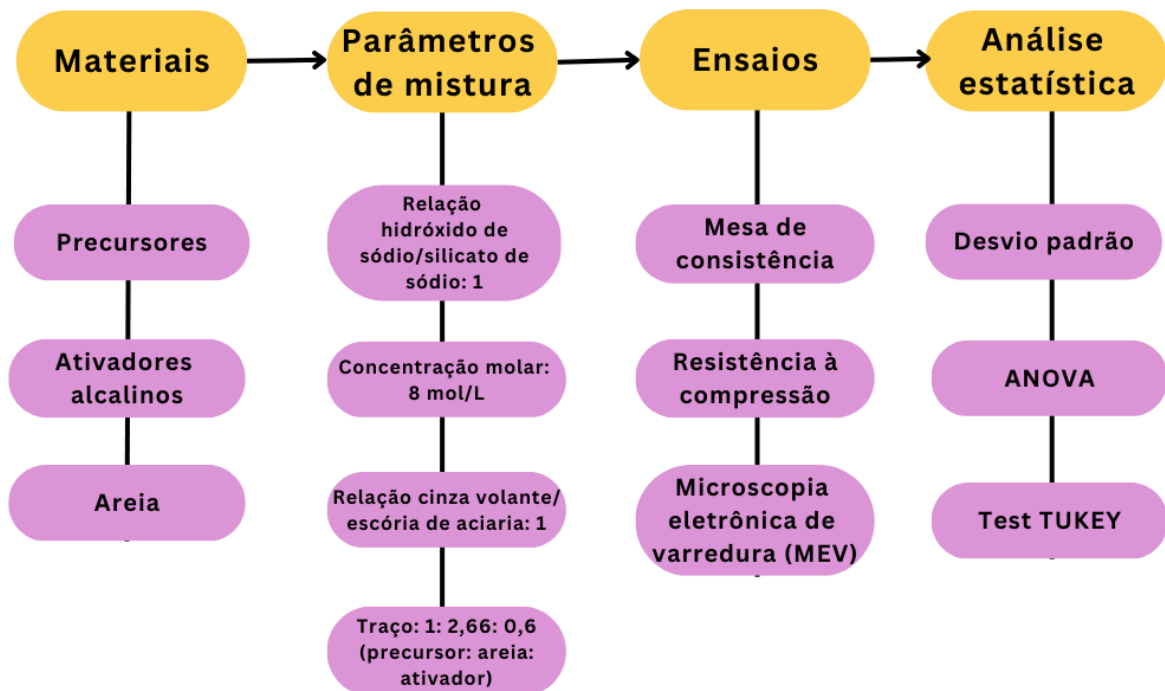 Materiais
Parâmetros
de mistura
Ensaios
Análise
estatística
Precursores
Ativadores
alcalinos
Areia
Relação
hidróxido de
sódio/silicato de
sódio: 1
Concentração molar:
8 mol/L
Relação cinza volante/
escória de aciaria: 1
Traço: 1: 2,66: 0,6
(precursor: areia:
ativador)
Mesa de
consistência
Resistência à
compressão
Microscopia
eletrônica de
varredura (MEV)
Desvio padrão
ANOVA
Test TUKEY